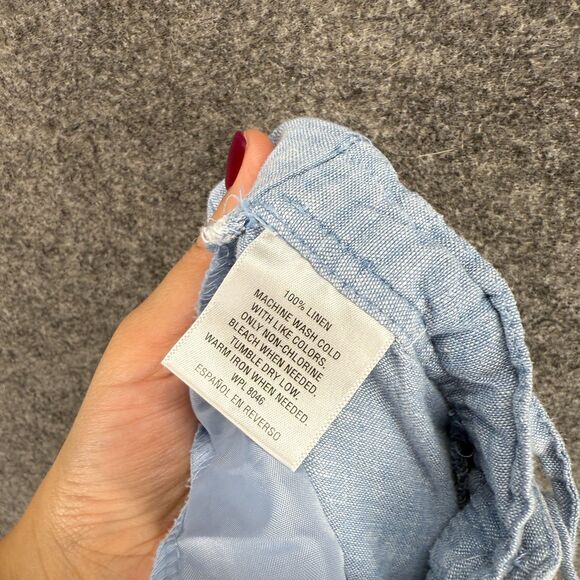 100% LINEN
MACHINE WASH COLD
WITH LIKE COLORS.
ONLY NON-CHLORINE
BLEACH WHEN NEEDED.
TUMBLE DRY LOW.
WARM IRON WHEN NEEDED.
WPL 8046
ESPAÑOL EN REVERSO